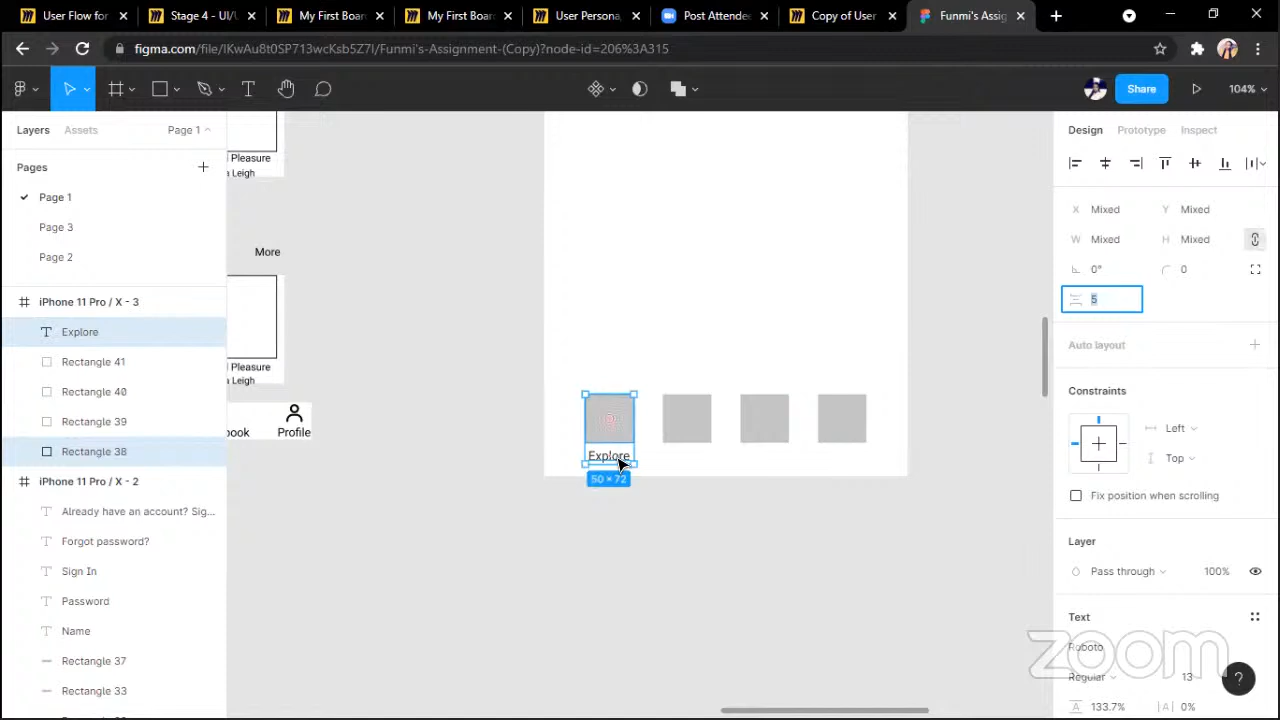 User Flow for
Stage 4 - UI/U
My First Boar
My First Boar
User Persona,
Post Attendee
Copy of User
Funmi's Assig
figma.com/file/IKwAu8t0SP713wcKsb5Z7I/Funmi's-Assignment-(Copy)?node-id=206%3A315
Share
104%
Layers
Assets
Page 1
Pages
Page 1
Page 3
Page 2
iPhone 11 Pro / X - 3
Explore
Rectangle 41
Rectangle 40
Rectangle 39
Rectangle 38
iPhone 11 Pro / X - 2
Already have an account? Sig...
Forgot password?
Sign In
Password
Name
Rectangle 37
Rectangle 33
Pleasure
Leigh
More
Pleasure
Leigh
Profile
Explore
50 × 72
Design
Prototype
Inspect
X Mixed
Y Mixed
W Mixed
H Mixed
0°
0
5
Auto layout
Constraints
Left
Top
Fix position when scrolling
Layer
Pass through
100%
Text
Roboto
Regular
13
133.7%
0%
zoom
?